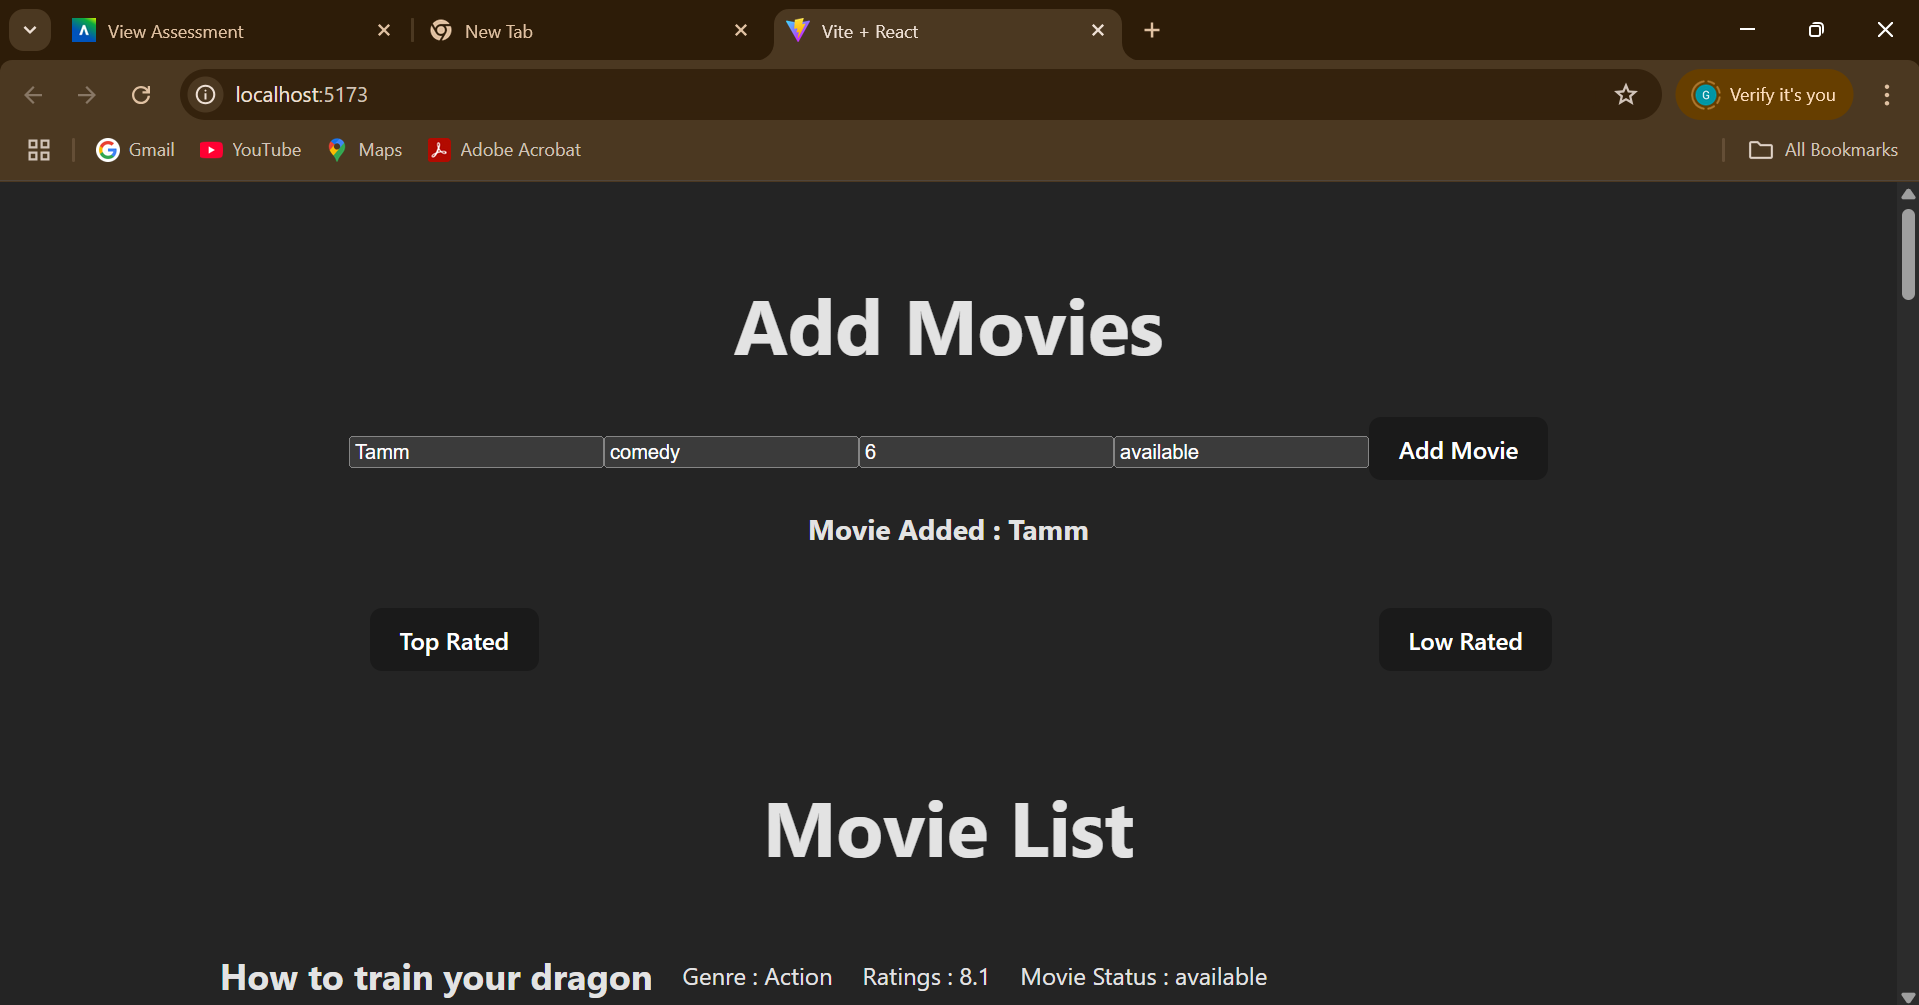 View Assessment
New Tab
Vite + React
localhost:5173
G
Verify it's you
Gmail
YouTube
Maps
Adobe Acrobat
All Bookmarks
Add Movies
Tamm
comedy
6
available
Add Movie
Movie Added : Tamm
Top Rated
Low Rated
Movie List
How to train your dragon Genre : Action Ratings : 8.1 Movie Status : available